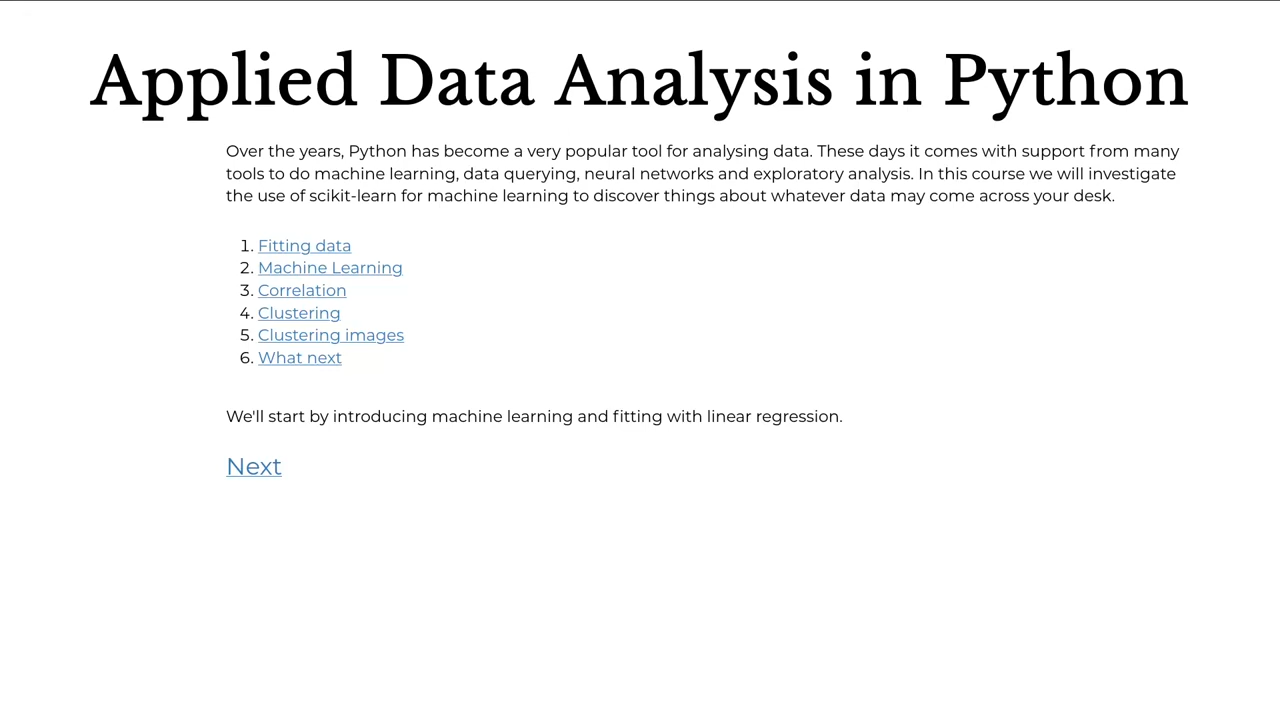 Applied Data Analysis in Python
Over the years, Python has become a very popular tool for analysing data. These days it comes with support from many
tools to do machine learning, data querying, neural networks and exploratory analysis. In this course we will investigate
the use of scikit-learn for machine learning to discover things about whatever data may come across your desk.
1. Fitting data
2. Machine Learning
3. Correlation
4. Clustering
5. Clustering images
6. What next
We'll start by introducing machine learning and fitting with linear regression.
Next